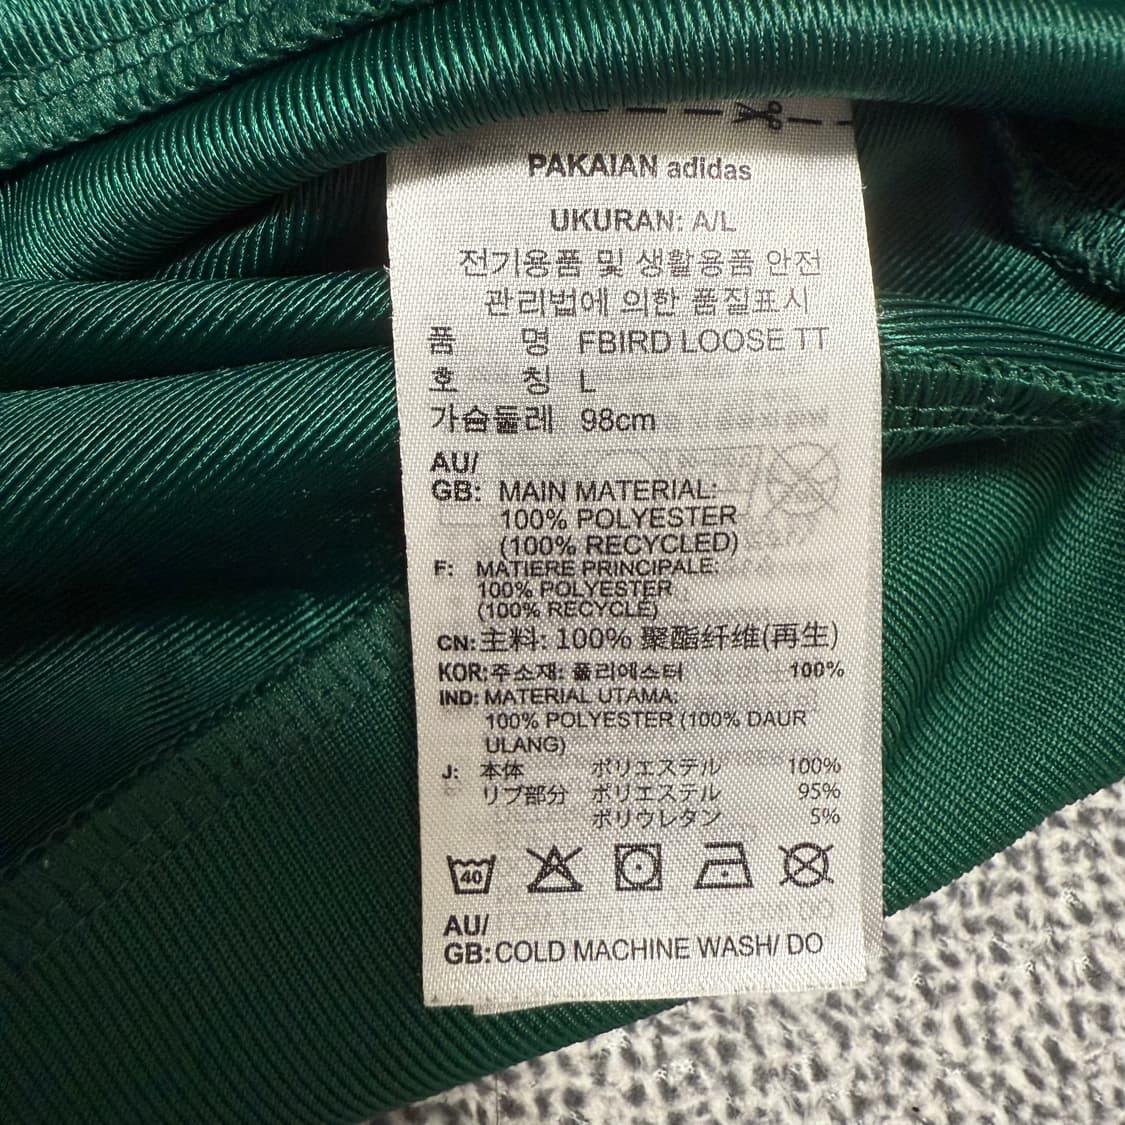 PAKAIAN adidas
UKURAN: A/L
전기용품 및 생활용품 안전
관리법에 의한 품질표시
품 명 FBIRD LOOSE TT
호 칭 L
가슴둘레 98cm
AU/
GB: MAIN MATERIAL:
100% POLYESTER
(100% RECYCLED)
F: MATIERE PRINCIPALE:
100% POLYESTER
(100% RECYCLÉ)
CN: 主料: 100% 聚酯纤维(再生)
KOR: 주소재: 폴리에스터 100%
IND: MATERIAL UTAMA:
100% POLYESTER (100% DAUR
ULANG)
J: 本体 ポリエステル 100%
リブ部分 ポリエステル 95%
ポリウレタン 5%
40
AU/
GB: COLD MACHINE WASH/ DO